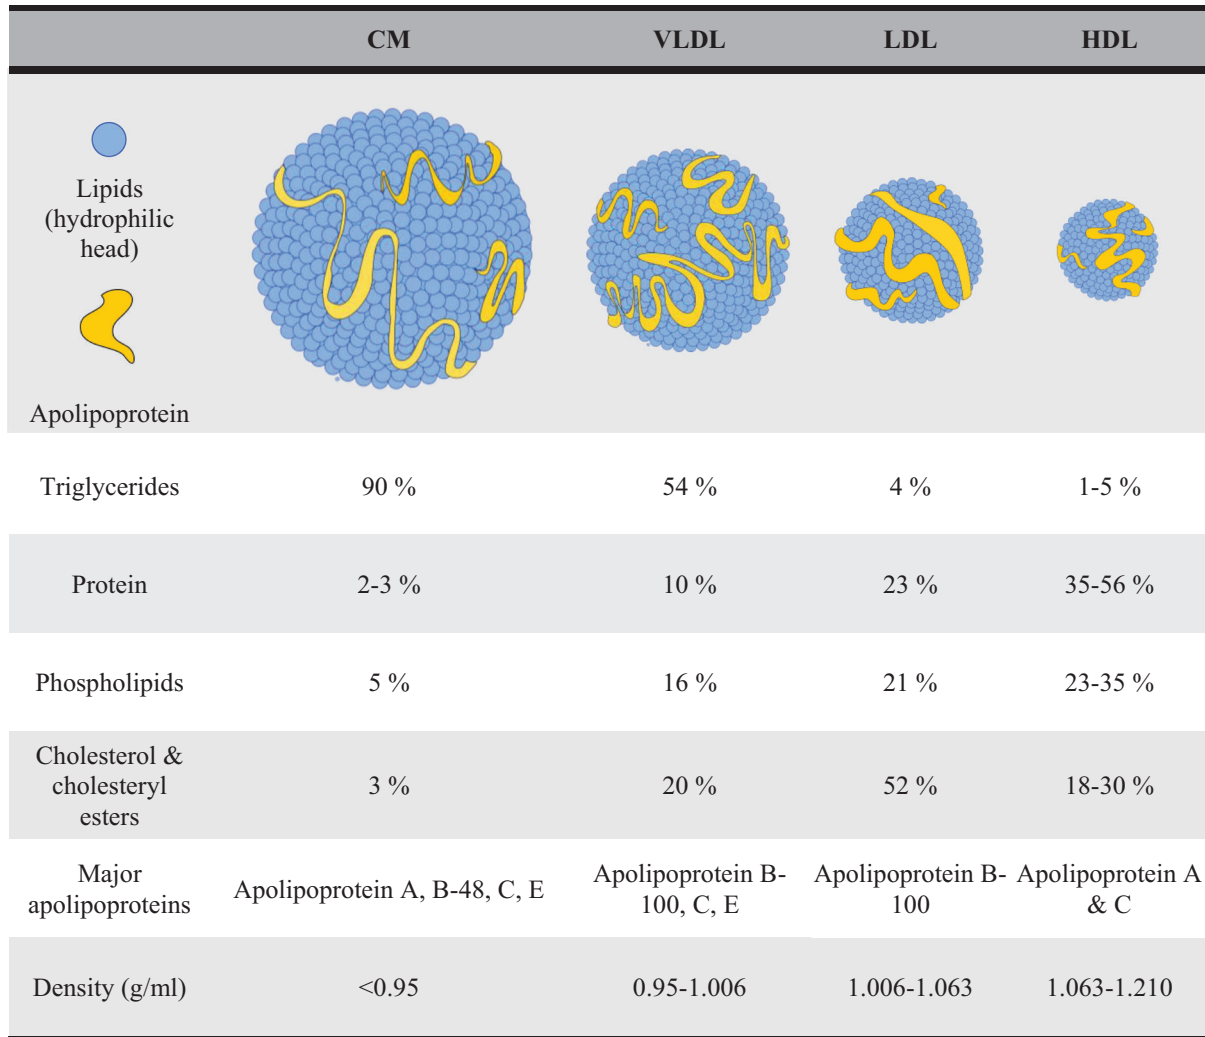 CM VLDL LDL HDL
Lipids
(hydrophilic
head)
Apolipoprotein
Triglycerides 90 % 54 % 4 % 1-5 %
Protein 2-3 % 10 % 23 % 35-56 %
Phospholipids 5 % 16 % 21 % 23-35 %
Cholesterol &
cholesteryl
esters
3 % 20 % 52 % 18-30 %
Major
apolipoproteins
Apolipoprotein A, B-48, C, E
Apolipoprotein B-
100, C, E
Apolipoprotein B-
100
Apolipoprotein A
& C
Density (g/ml) <0.95 0.95-1.006 1.006-1.063 1.063-1.210